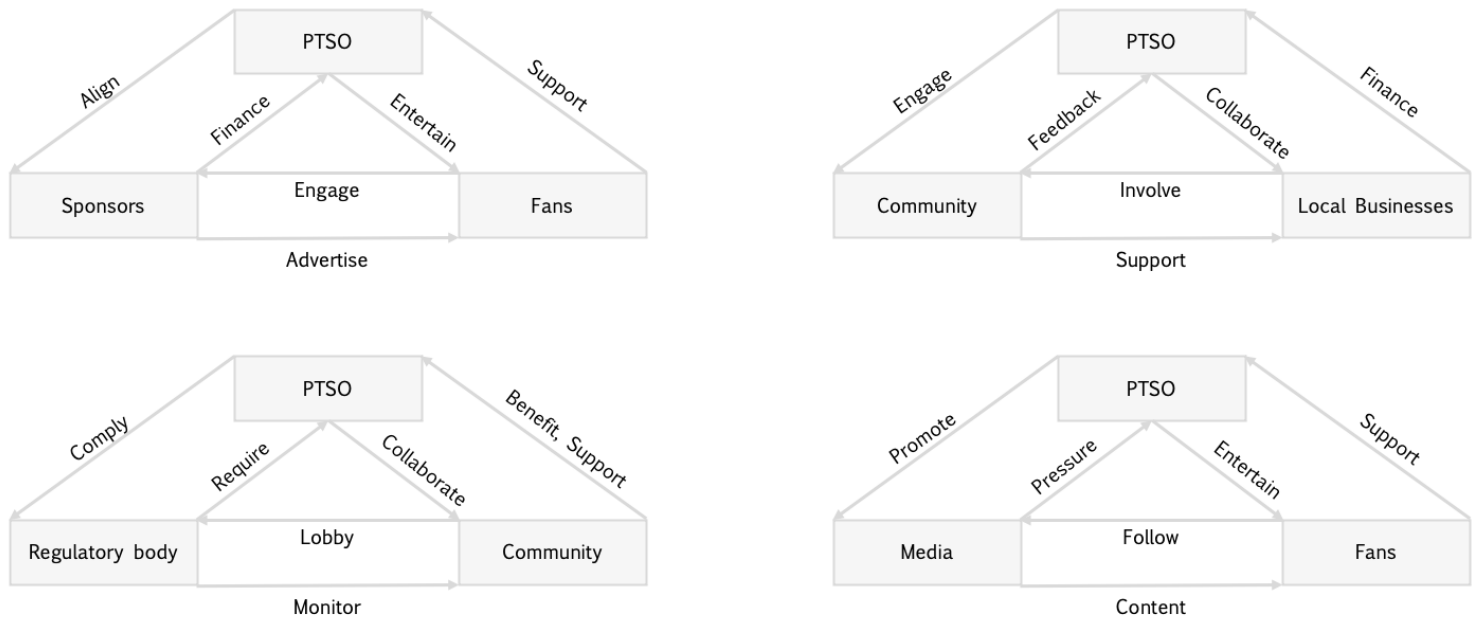 PTSO
Align
Finance
Entertain
Support
Sponsors
Engage
Fans
Advertise
PTSO
Engage
Feedback
Collaborate
Finance
Community
Involve
Local Businesses
Support
PTSO
Comply
Require
Collaborate
Benefit, Support
Regulatory body
Lobby
Community
Monitor
PTSO
Promote
Pressure
Entertain
Support
Media
Follow
Fans
Content